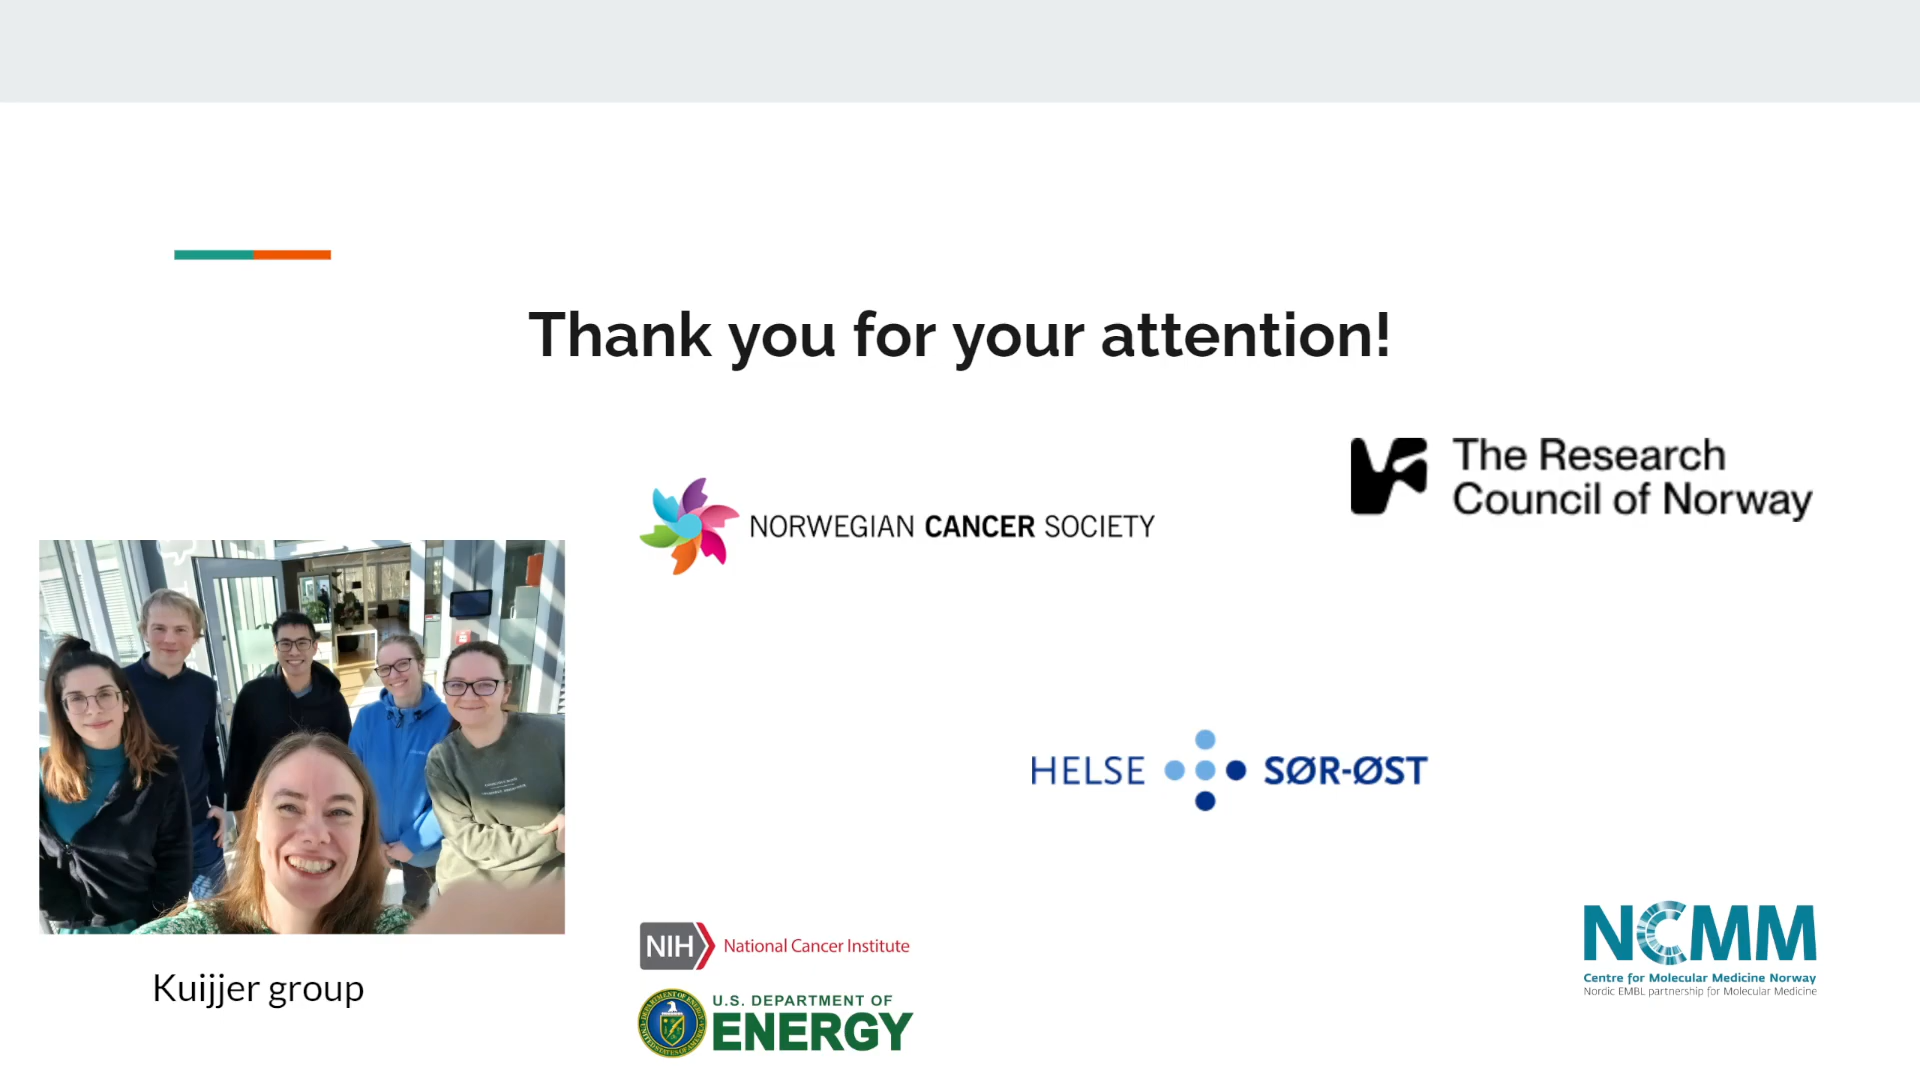 Thank you for your attention!
The Research
Council of Norway
NORWEGIAN CANCER SOCIETY
HELSE SØR-ØST
NIH National Cancer Institute
U.S. DEPARTMENT OF
ENERGY
NCMM
Centre for Molecular Medicine Norway
Nordic EMBL partnership for Molecular Medicine
Kuijjer group